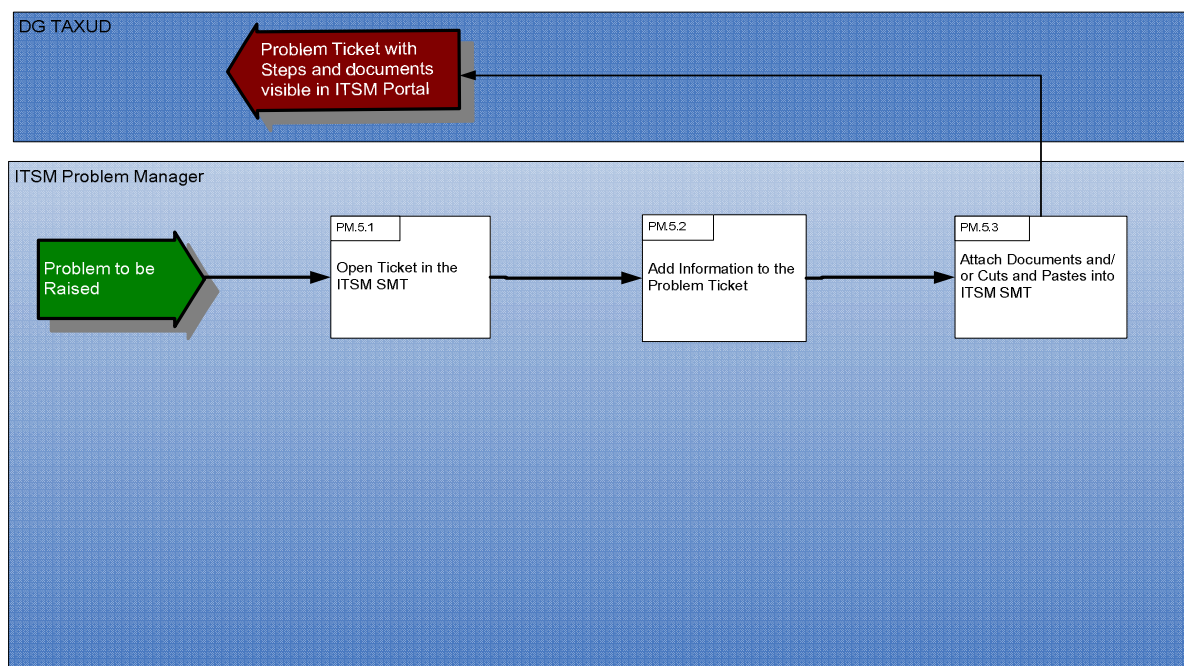 DG TAXUD
Problem Ticket with
Steps and documents
visible in ITSM Portal
ITSM Problem Manager
Problem to be
Raised
PM.5.1
Open Ticket in the
ITSM SMT
PM.5.2
Add Information to the
Problem Ticket
PM.5.3
Attach Documents and/
or Cuts and Pastes into
ITSM SMT